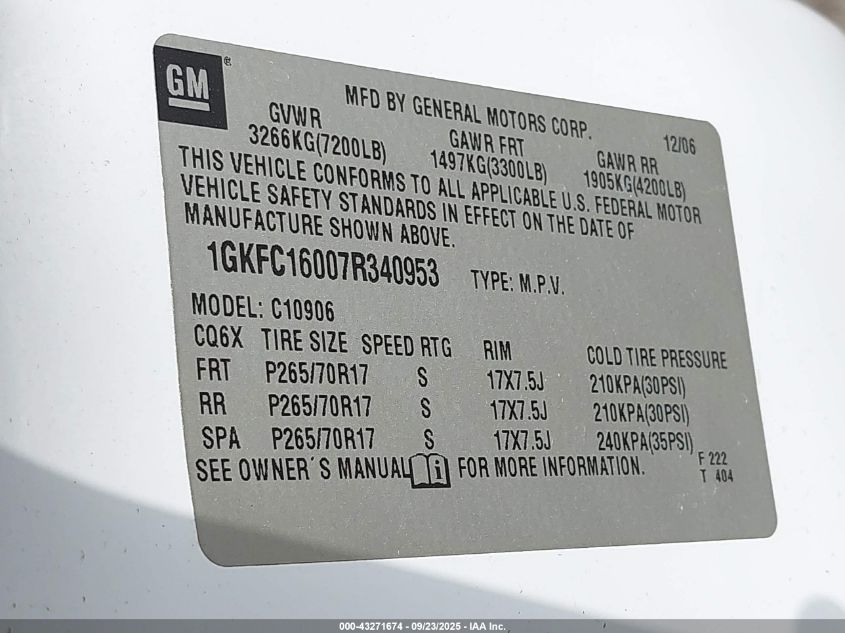 GM ®
MFD BY GENERAL MOTORS CORP. 12/06
GVWR GAWR FRT GAWR RR
3266KG(7200LB) 1497KG(3300LB) 1905KG(4200LB)
THIS VEHICLE CONFORMS TO ALL APPLICABLE U.S. FEDERAL MOTOR
VEHICLE SAFETY STANDARDS IN EFFECT ON THE DATE OF
MANUFACTURE SHOWN ABOVE.
1GKFC16007R340953 TYPE: M.P.V.
MODEL: C10906
CQ6X TIRE SIZE SPEED RTG RIM COLD TIRE PRESSURE
FRT P265/70R17 S 17X7.5J 210KPA(30PSI)
RR P265/70R17 S 17X7.5J 210KPA(30PSI)
SPA P265/70R17 S 17X7.5J 240KPA(35PSI)
SEE OWNER´S MANUAL i FOR MORE INFORMATION.
F 222
T 404
000-43271674 - 09/23/2025 - IAA Inc.